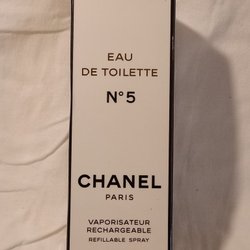 EAU
DE TOILETTE
N°5
CHANEL
PARIS
VAPORISATEUR
RECHARGEABLE
REFILLABLE SPRAY